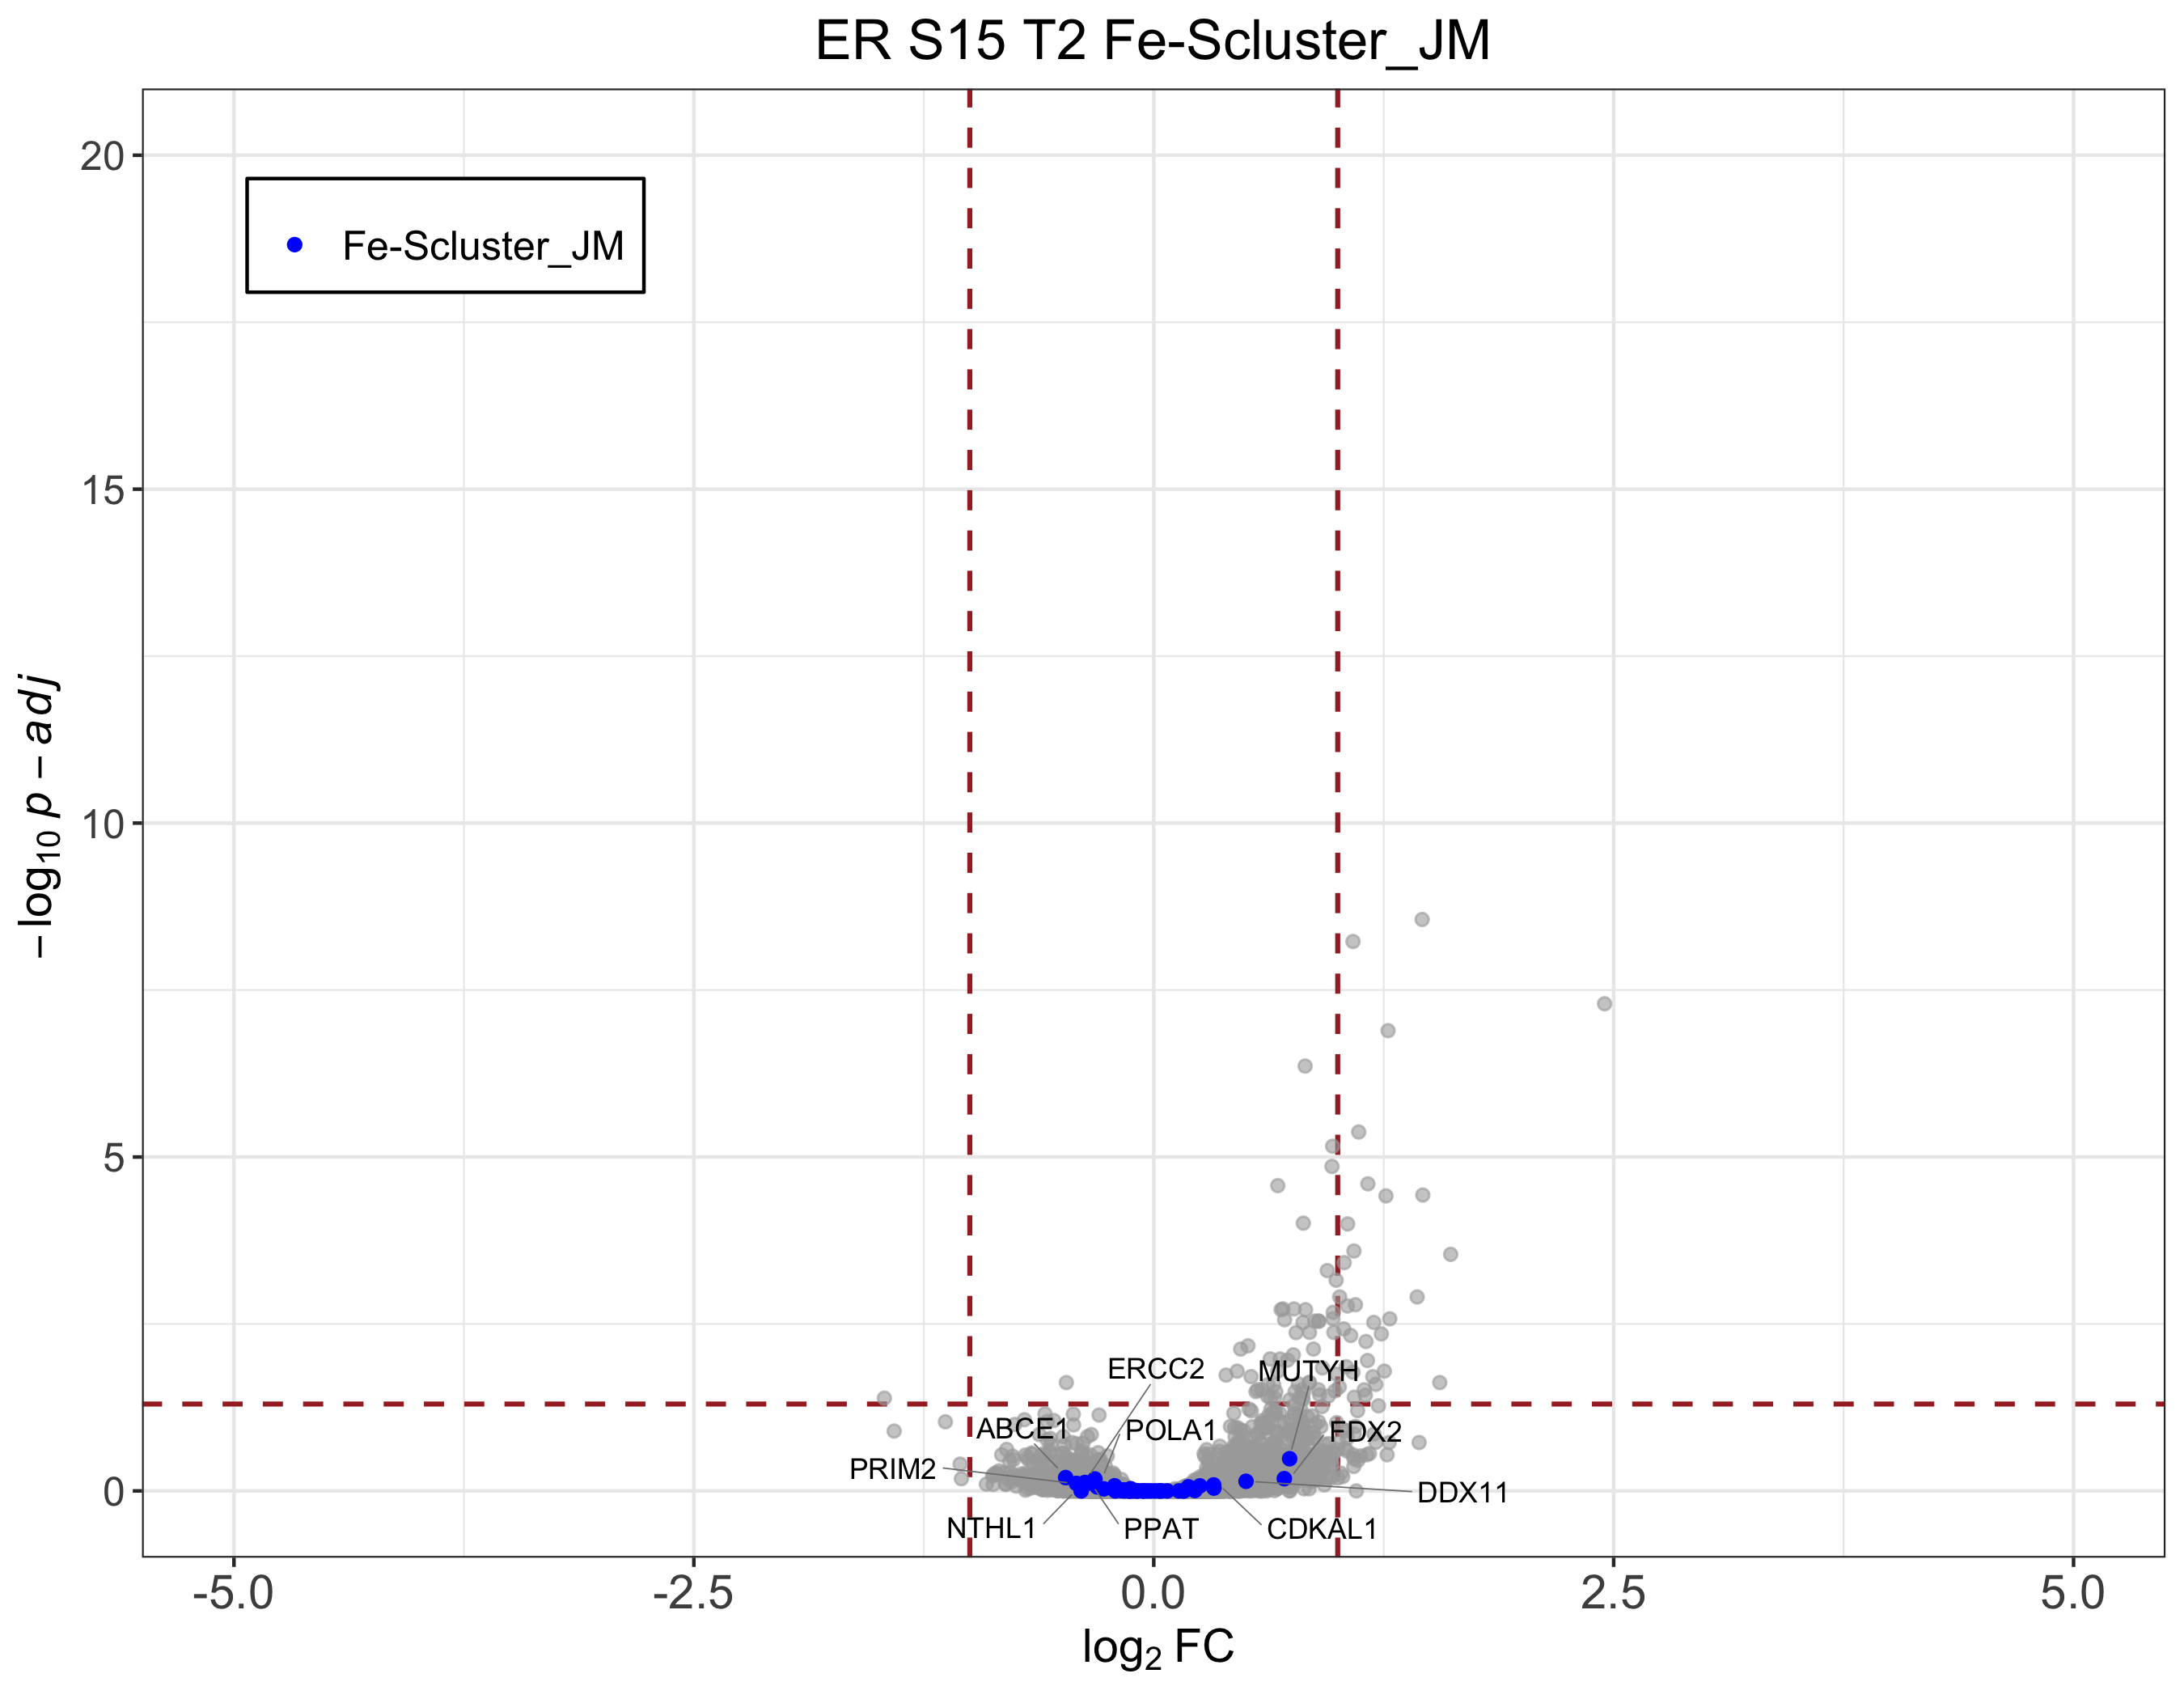 ER S15 T2 Fe-Scluster_JM
20
Fe-Scluster_JM
15
10
5
0
−log10 p − adj
ERCC2
MUTYH
ABCE1
POLA1
FDX2
PRIM2
DDX11
NTHL1
PPAT
CDKAL1
-5.0 -2.5 0.0 2.5 5.0
log2 FC